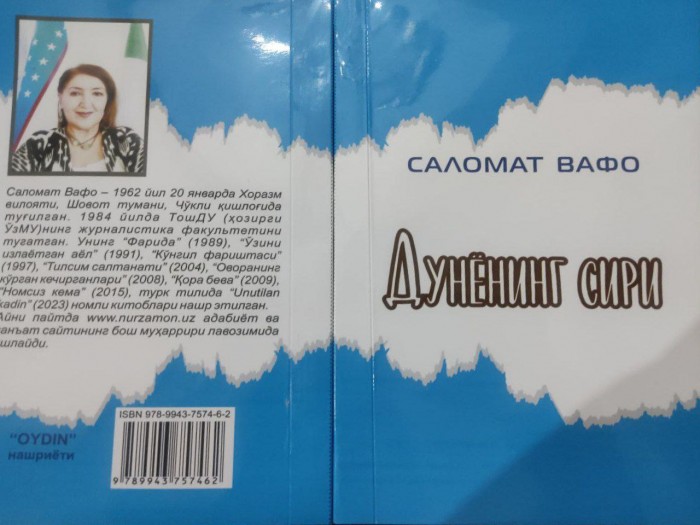 Саломат Вафо – 1962 йил 20 январда Хоразм
вилояти, Шовот тумани, Чўкли қишлоғида
туғилган. 1984 йилда ТошДУ (ҳозирги
ЎзМУ)нинг журналистика факультетини
тугатган. Унинг “Фарида” (1989), “Ўзини
излаётган аёл” (1991), “Кўнгил фариштаси”
(1997), “Тилсим салтанати” (2004), “Оворанинг
кўрган кечирганлари” (2008), “Қора бева” (2009),
“Номсиз кема” (2015), турк тилида “Unutilan
kadin” (2023) номли китоблари нашр этилган.
Айни пайтда www.nurzamon.uz адабиёт ва
санъат сайтининг бош муҳаррири лавозимида
ишлайди.
ISBN 978-9943-7574-6-2
9 789943 757462
“OYDIN”
нашриёти
САЛОМАТ ВАФО
ДУНЁНИНГ СИРИ